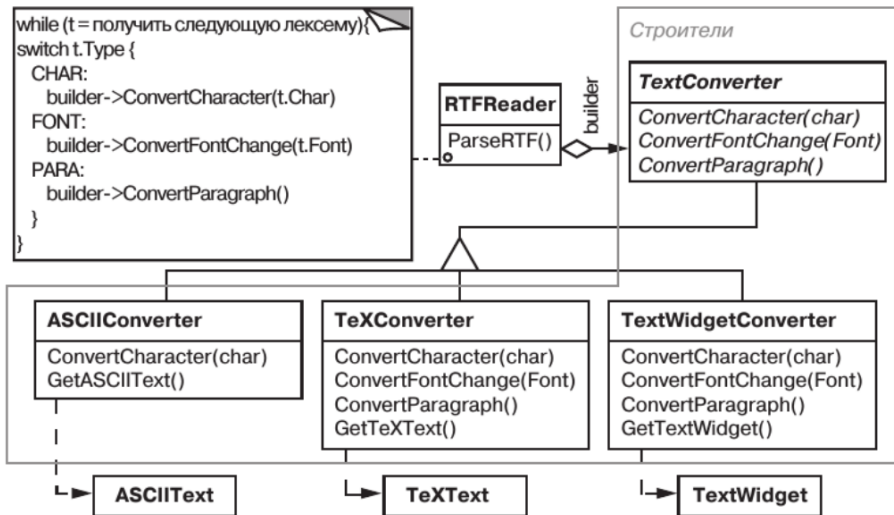 while (t = получить следующую лексему){
switch t.Type {
CHAR:
builder->ConvertCharacter(t.Char)
FONT:
builder->ConvertFontChange(t.Font)
PARA:
builder->ConvertParagraph()
}
}
RTFReader
ParseRTF()
builder
Строители
TextConverter
ConvertCharacter(char)
ConvertFontChange(Font)
ConvertParagraph()
ASCIIConverter
ConvertCharacter(char)
GetASCIIText()
TeXConverter
ConvertCharacter(char)
ConvertFontChange(Font)
ConvertParagraph()
GetTeXText()
TextWidgetConverter
ConvertCharacter(char)
ConvertFontChange(Font)
ConvertParagraph()
GetTextWidget()
ASCIIText
TeXText
TextWidget